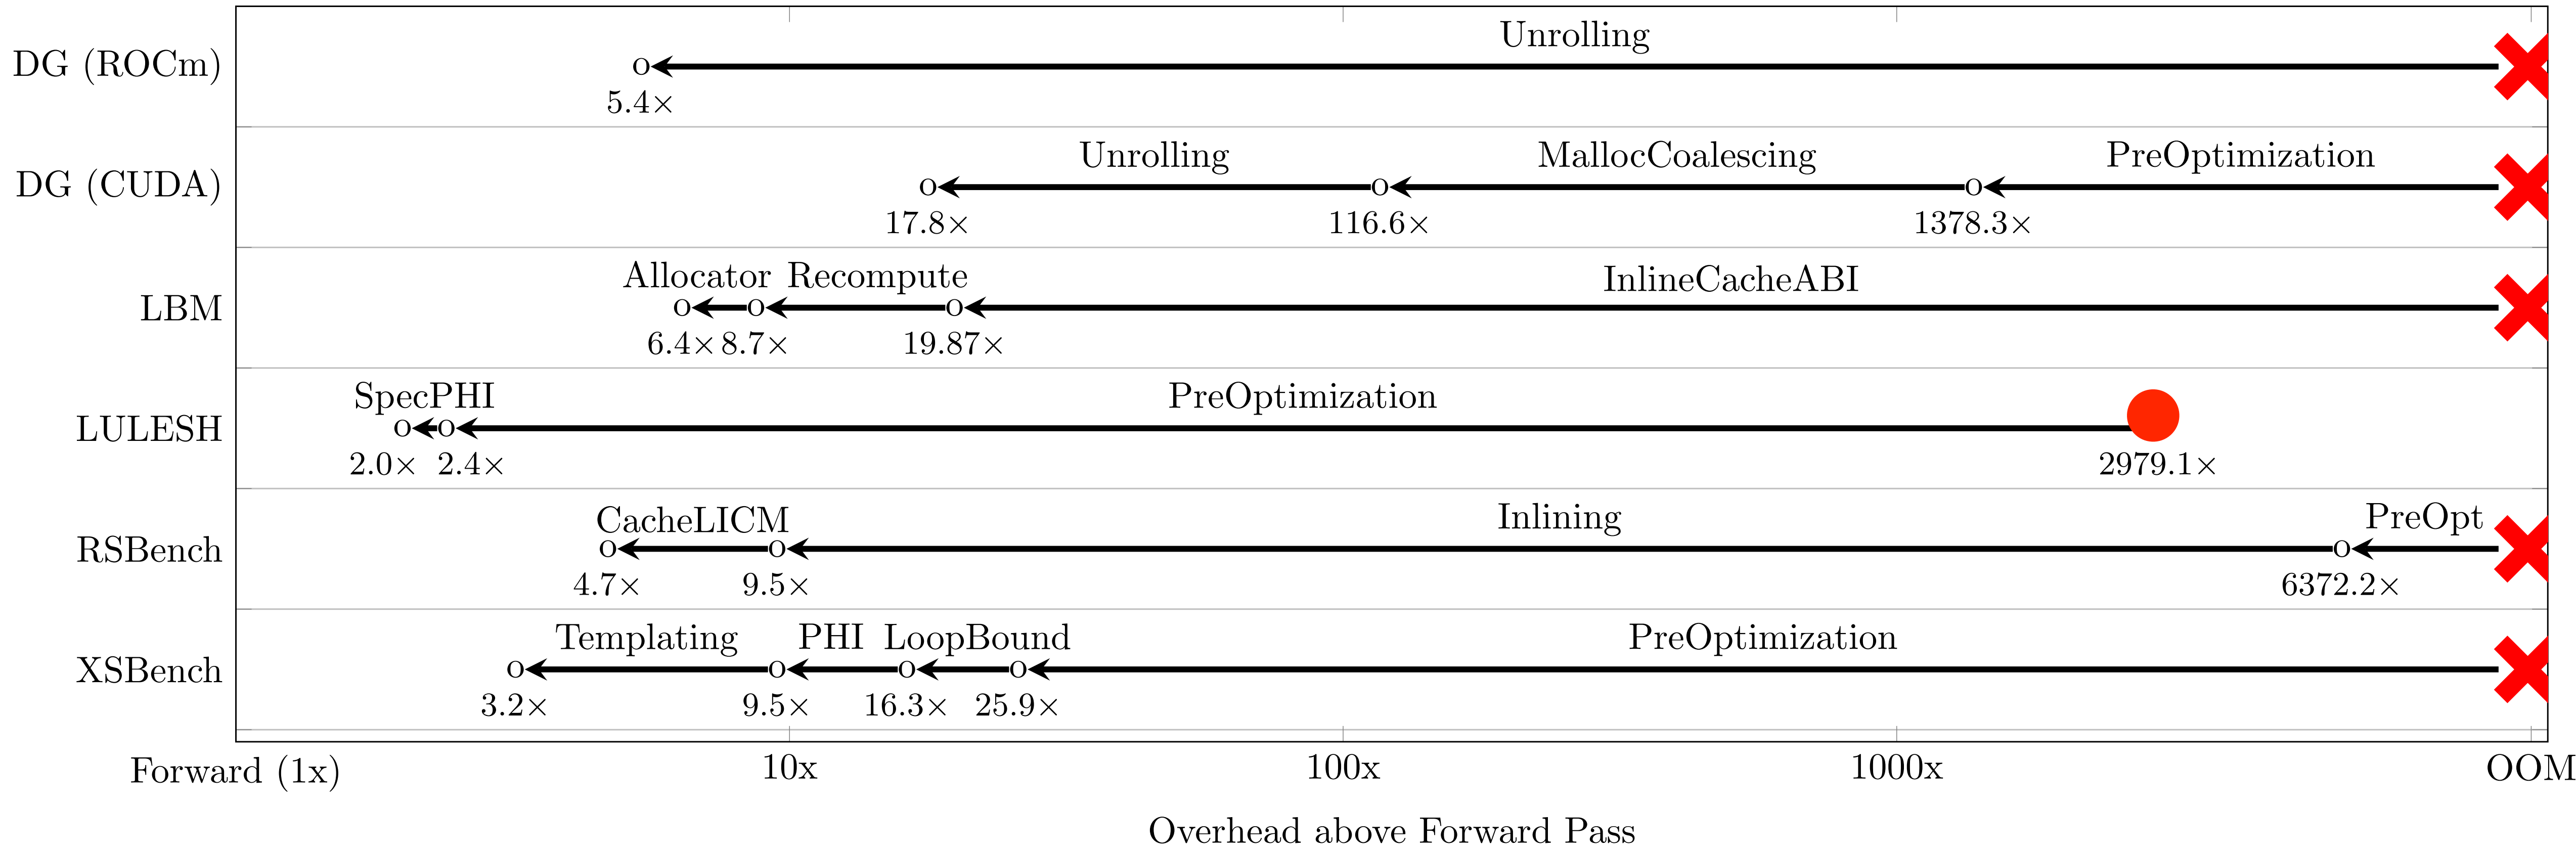 Unrolling
DG (ROCm)
5.4×
Unrolling MallocCoalescing PreOptimization
DG (CUDA)
17.8× 116.6× 1378.3×
Allocator Recompute InlineCacheABI
LBM
6.4× 8.7× 19.87×
SpecPHI PreOptimization
LULESH
2.0× 2.4× 2979.1×
CacheLICM Inlining PreOpt
RSBench
4.7× 9.5× 6372.2×
Templating PHI LoopBound PreOptimization
XSBench
3.2× 9.5× 16.3× 25.9×
Forward (1x) 10x 100x 1000x OOM
Overhead above Forward Pass